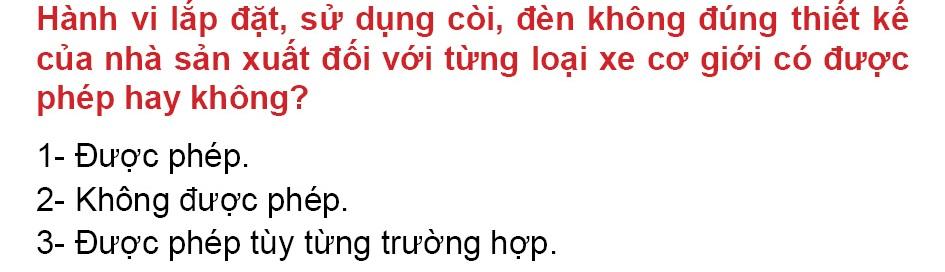 Hành vi lắp đặt, sử dụng còi, đèn không đúng thiết kế
của nhà sản xuất đối với từng loại xe cơ giới có được
phép hay không?
1- Được phép.
2- Không được phép.
3- Được phép tùy từng trường hợp.